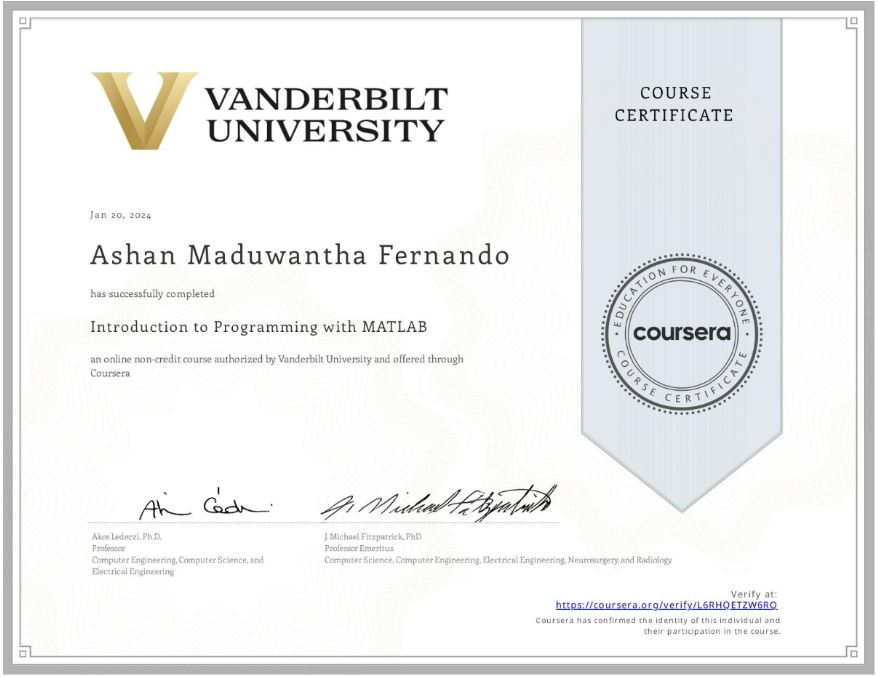 VANDERBILT
UNIVERSITY
COURSE
CERTIFICATE
Jan 20, 2024
Ashan Maduwantha Fernando
has successfully completed
Introduction to Programming with MATLAB
an online non-credit course authorized by Vanderbilt University and offered through
Coursera
EDUCATION FOR EVERYONE
coursera
COURSE CERTIFICATE
J. Michael Fitzpatrick
Akos Ledeczi, Ph.D.
Professor
Computer Engineering, Computer Science, and
Electrical Engineering
J. Michael Fitzpatrick, PhD
Professor Emeritus
Computer Science, Computer Engineering, Electrical Engineering, Neurosurgery, and Radiology
Verify at:
https://coursera.org/verify/L6RHQETZW6RQ
Coursera has confirmed the identity of this individual and
their participation in the course.